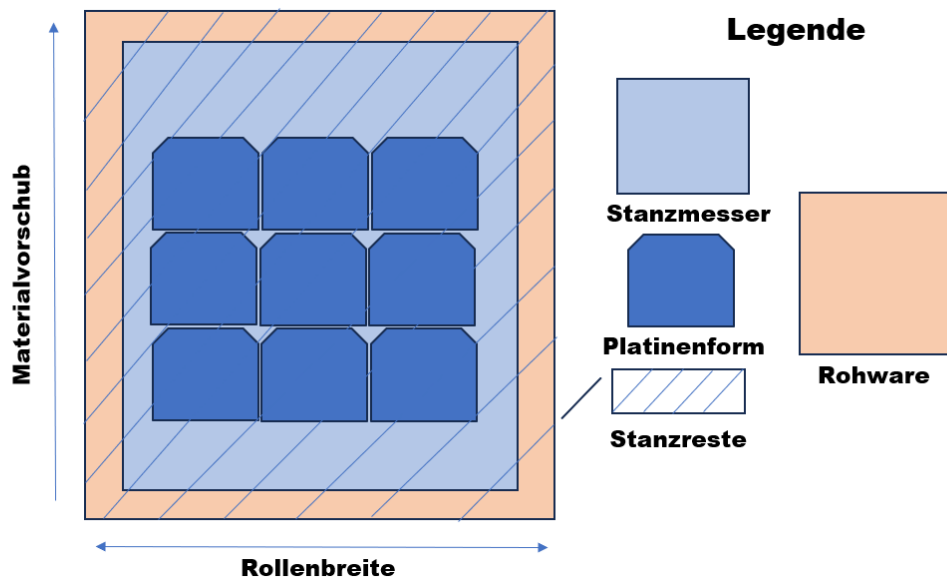 Legende
Materialvorschub
Stanzmesser
Platinenform
Rohware
Stanzreste
Rollenbreite